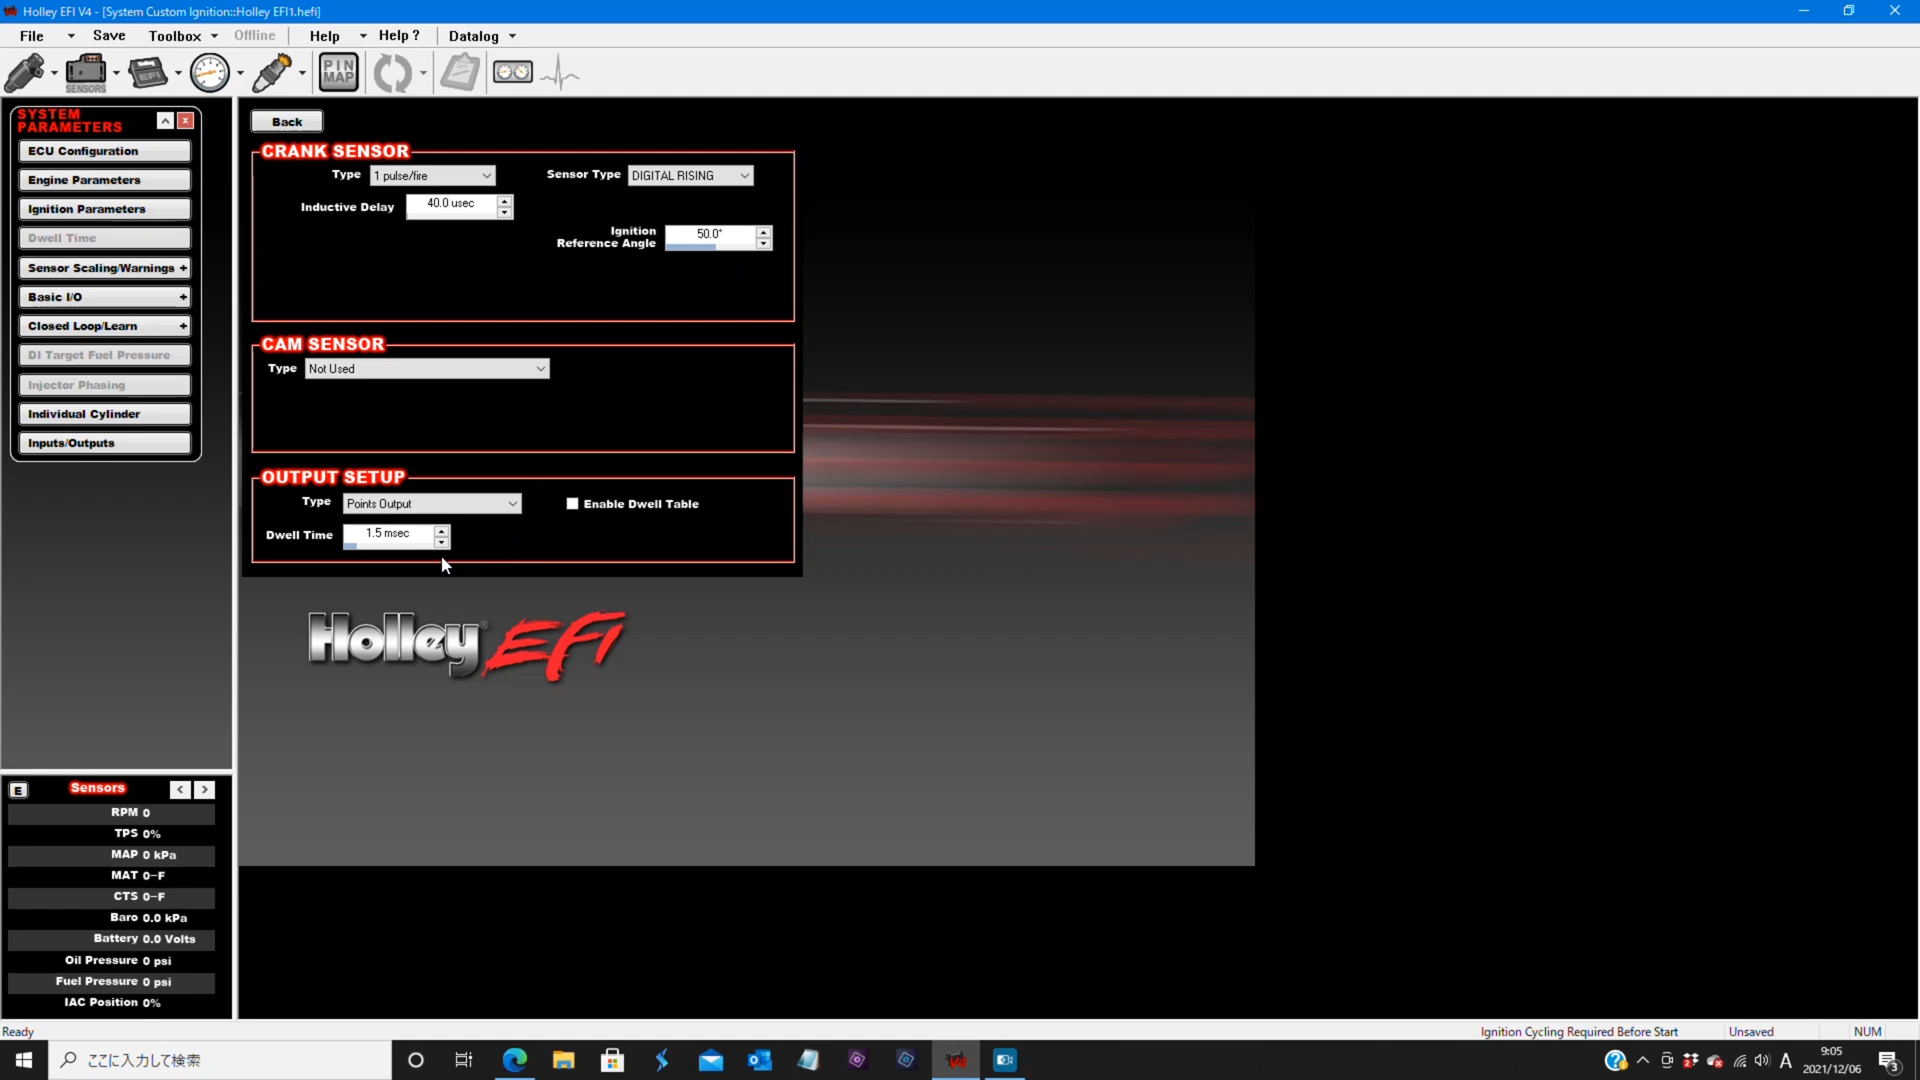 Holley EFI V4 - [System Custom Ignition::Holley EFI1.hefi]
File Save Toolbox Offline Help Help ? Datalog
SENSORS
Holley EFI
PIN MAP
SYSTEM PARAMETERS
ECU Configuration
Engine Parameters
Ignition Parameters
Dwell Time
Sensor Scaling/Warnings +
Basic I/O +
Closed Loop/Learn +
DI Target Fuel Pressure
Injector Phasing
Individual Cylinder
Inputs/Outputs
Back
CRANK SENSOR
Type 1 pulse/fire Sensor Type DIGITAL RISING
Inductive Delay 40.0 usec
Ignition Reference Angle 50.0°
CAM SENSOR
Type Not Used
OUTPUT SETUP
Type Points Output Enable Dwell Table
Dwell Time 1.5 msec
Holley® EFI
E Sensors < >
RPM 0
TPS 0%
MAP 0 kPa
MAT 0-F
CTS 0-F
Baro 0.0 kPa
Battery 0.0 Volts
Oil Pressure 0 psi
Fuel Pressure 0 psi
IAC Position 0%
Ready Ignition Cycling Required Before Start Unsaved NUM
ここに入力して検索
V4
A
9:05
2021/12/06
3